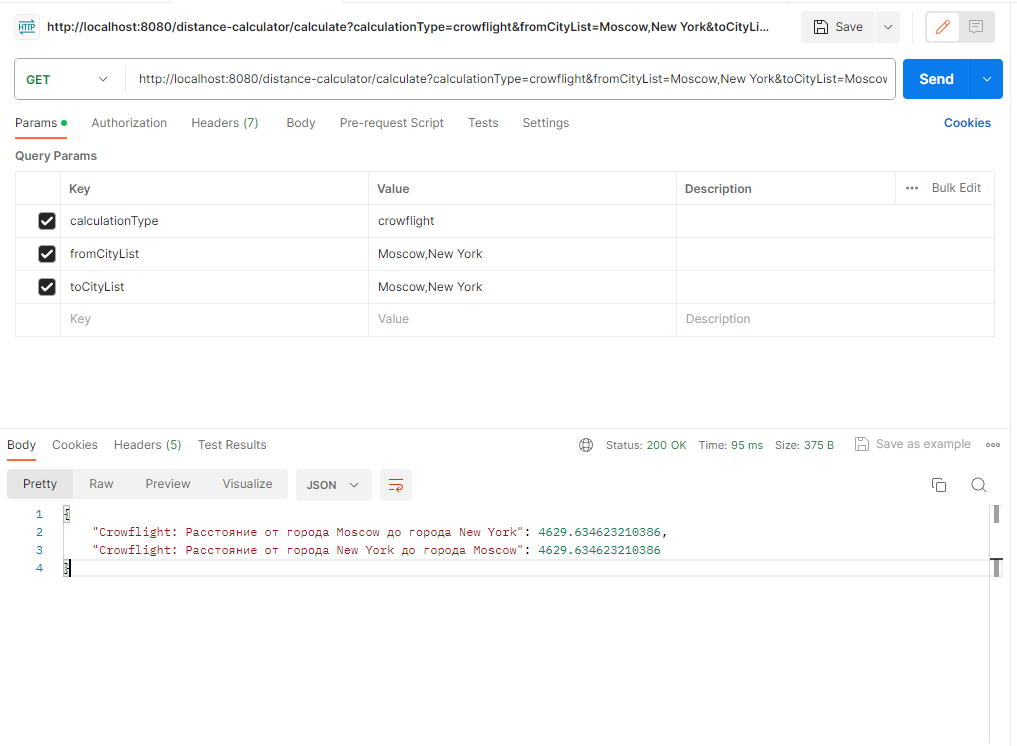 HTTP http://localhost:8080/distance-calculator/calculate?calculationType=crowflight&fromCityList=Moscow,New York&toCityLi... Save
GET http://localhost:8080/distance-calculator/calculate?calculationType=crowflight&fromCityList=Moscow,New York&toCityList=Moscow Send
Params Authorization Headers (7) Body Pre-request Script Tests Settings Cookies
Query Params
Key Value Description ••• Bulk Edit
calculationType crowflight
fromCityList Moscow,New York
toCityList Moscow,New York
Key Value Description
Body Cookies Headers (5) Test Results Status: 200 OK Time: 95 ms Size: 375 B Save as example
Pretty Raw Preview Visualize JSON
1 {
2 "Crowflight: Расстояние от города Moscow до города New York": 4629.634623210386,
3 "Crowflight: Расстояние от города New York до города Moscow": 4629.634623210386
4 }